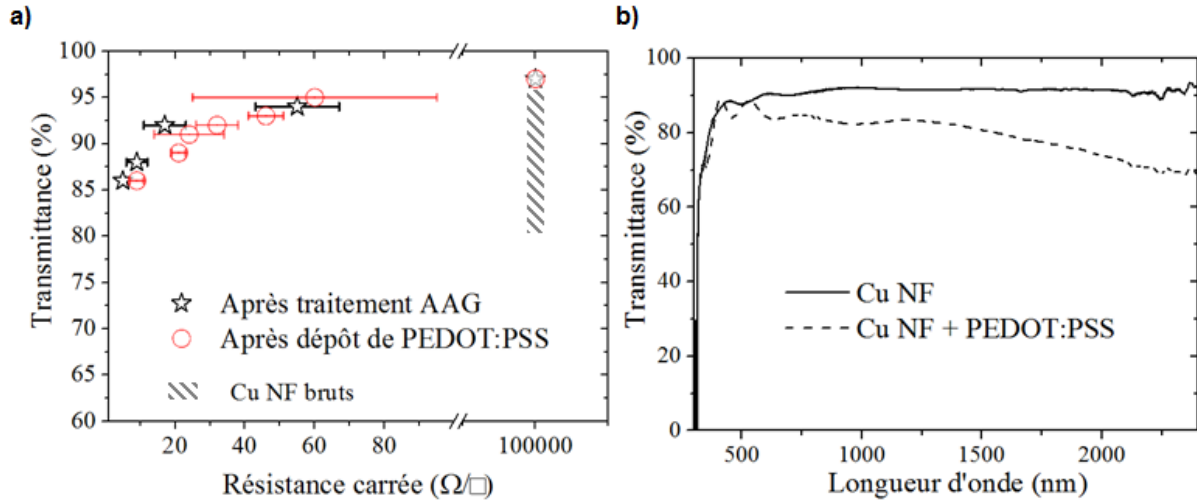 a)
Transmittance (%)
100
95
90
85
80
75
70
65
60
Après traitement AAG
Après dépôt de PEDOT:PSS
Cu NF bruts
20 40 60 80 100000
Résistance carrée (Ω/□)
b)
Transmittance (%)
100
80
60
40
20
0
Cu NF
Cu NF + PEDOT:PSS
500 1000 1500 2000
Longueur d'onde (nm)